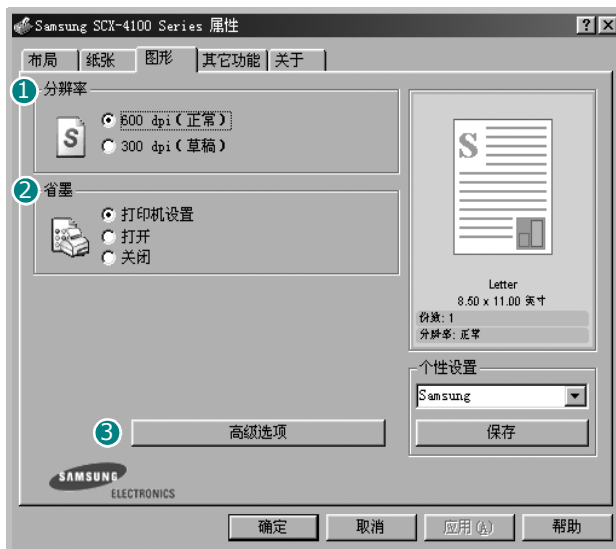 Samsung SCX-4100 Series 属性
布局 纸张 图形 其它功能 关于
1 分辨率
S
600 dpi（正常）
300 dpi（草稿）
2 省墨
打印机设置
打开
关闭
3 高级选项
SAMSUNG
ELECTRONICS
S
Letter
8.50 x 11.00 英寸
份数: 1
分辨率: 正常
个性设置
Samsung
保存
确定 取消 应用(A) 帮助